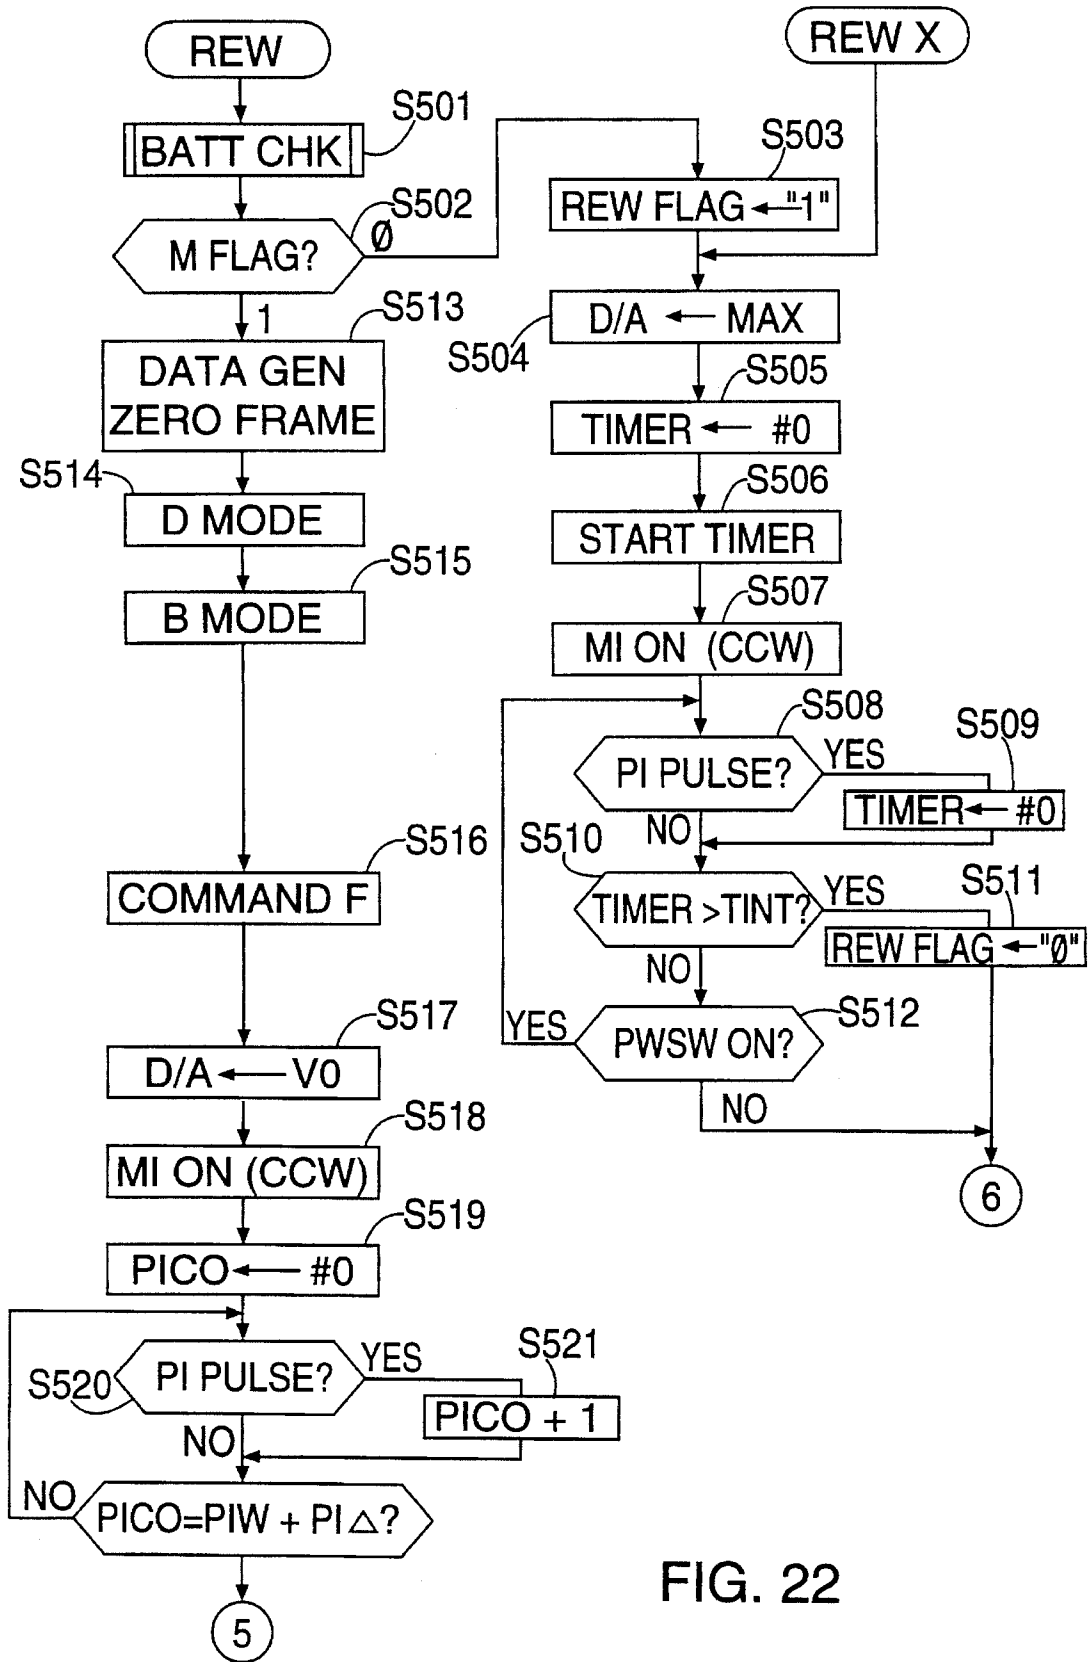 REW
S501
BATT CHK
S502
M FLAG?
Ø
1
S513
DATA GEN
ZERO FRAME
S514
D MODE
S515
B MODE
S516
COMMAND F
S517
D/A ← V0
S518
MI ON (CCW)
S519
PICO ← #0
S520
PI PULSE?
YES
S521
PICO + 1
NO
NO
PICO=PIW + PI △?
5
REW X
S503
REW FLAG ← "1"
S504
D/A ← MAX
S505
TIMER ← #0
S506
START TIMER
S507
MI ON (CCW)
S508
PI PULSE?
YES
S509
TIMER ← #0
NO
S510
TIMER >TINT?
YES
S511
REW FLAG ← "Ø"
NO
S512
PWSW ON?
YES
NO
6
FIG. 22